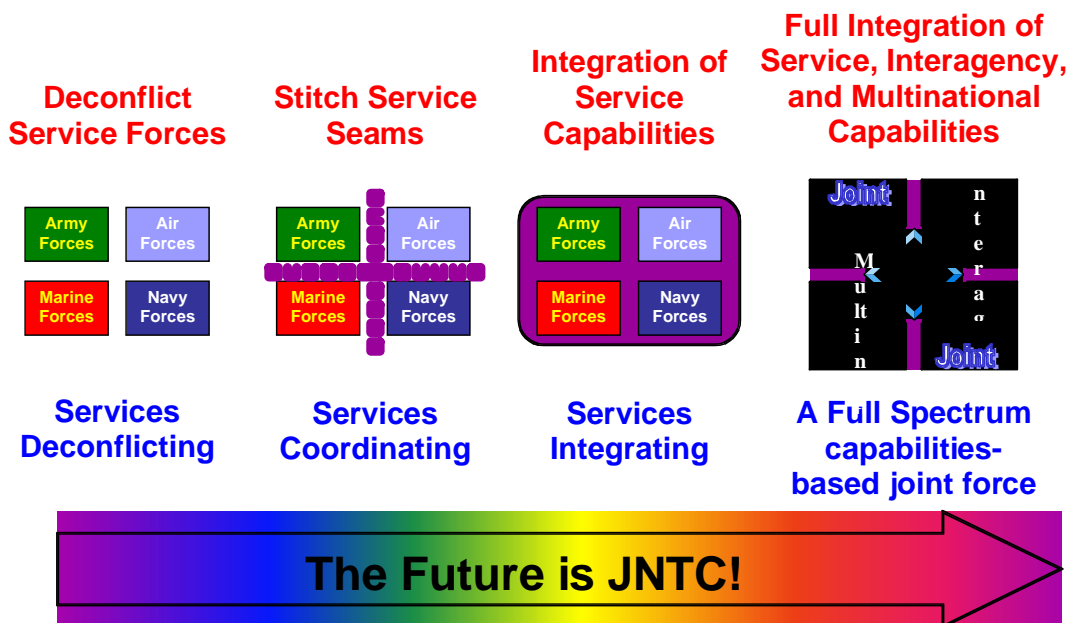 Deconflict
Service Forces
Stitch Service
Seams
Integration of
Service
Capabilities
Full Integration of
Service, Interagency,
and Multinational
Capabilities
Army
Forces
Air
Forces
Marine
Forces
Navy
Forces
Army
Forces
Air
Forces
Marine
Forces
Navy
Forces
Army
Forces
Air
Forces
Marine
Forces
Navy
Forces
Joint
Multin
ntera
Joint
Services
Deconflicting
Services
Coordinating
Services
Integrating
A Full Spectrum
capabilities-
based joint force
The Future is JNTC!